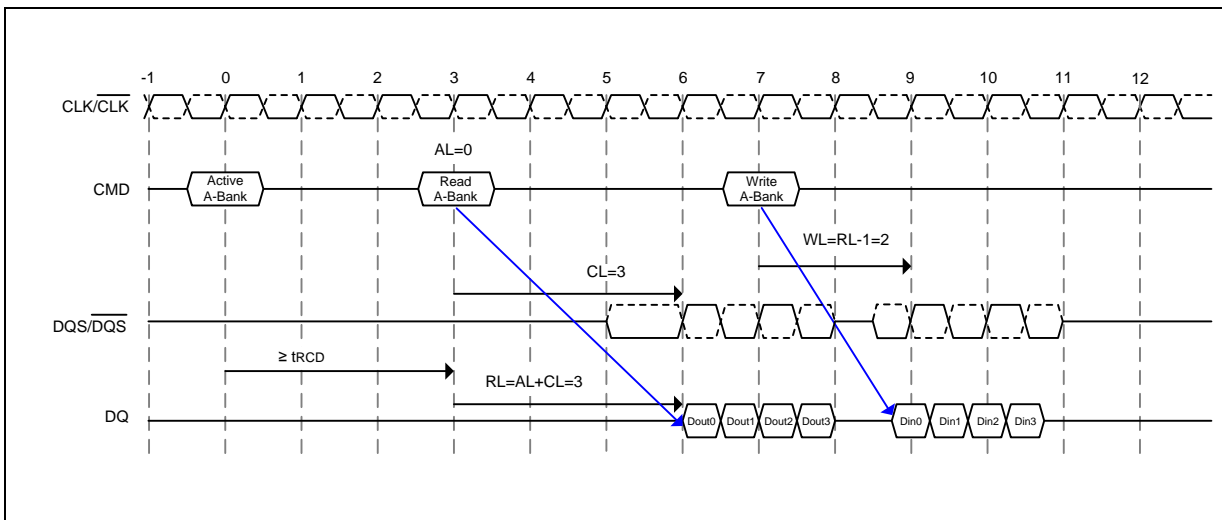 -1 0 1 2 3 4 5 6 7 8 9 10 11 12
CLK/CLK
AL=0
CMD
Active
A-Bank
Read
A-Bank
Write
A-Bank
WL=RL-1=2
CL=3
DQS/DQS
≥ tRCD
RL=AL+CL=3
DQ
Dout0 Dout1 Dout2 Dout3 Din0 Din1 Din2 Din3